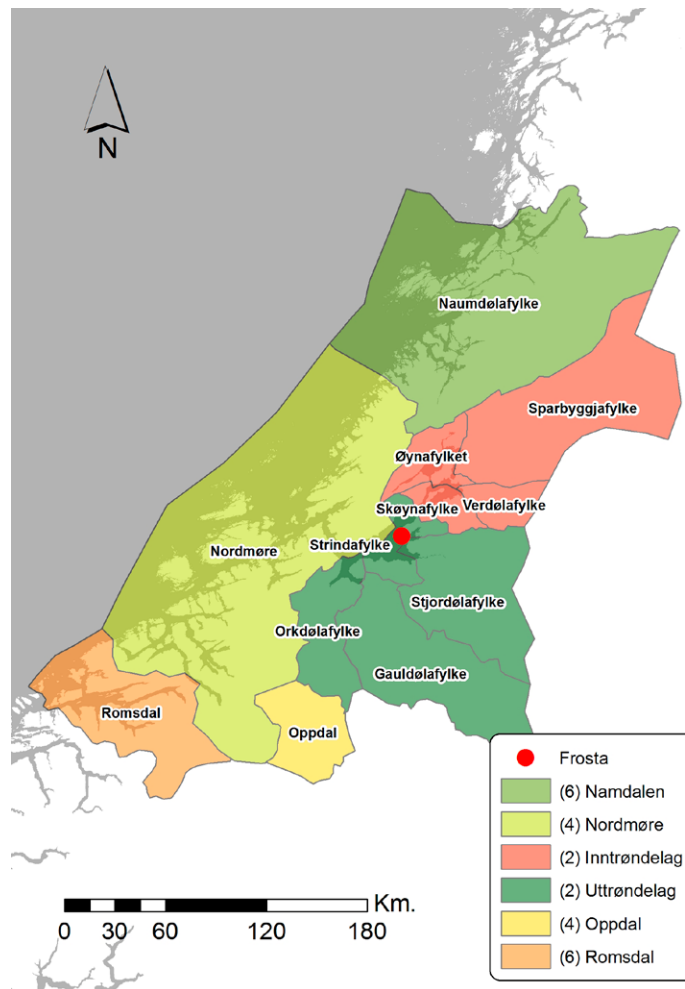 N
Naumdølafylke
Sparbyggjafylke
Øynafylket
Skøynafylke
Verdølafylke
Nordmøre
Strindafylke
Stjordølafylke
Orkdølafylke
Gauldølafylke
Romsdal
Oppdal
Frosta
(6) Namdalen
(4) Nordmøre
(2) Inntrøndelag
(2) Uttrøndelag
(4) Oppdal
(6) Romsdal
Km.
0 30 60 120 180